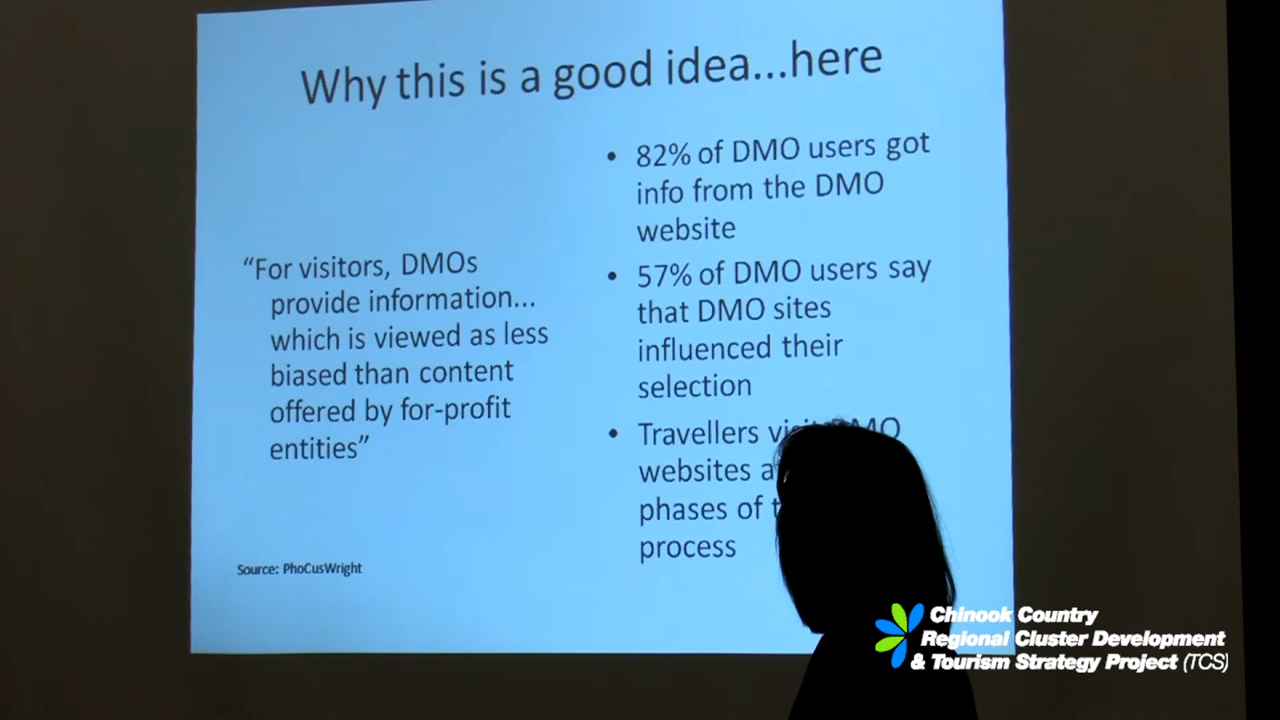 Why this is a good idea...here
“For visitors, DMOs
provide information...
which is viewed as less
biased than content
offered by for-profit
entities”
Source: PhoCusWright
• 82% of DMO users got
info from the DMO
website
• 57% of DMO users say
that DMO sites
influenced their
selection
• Travellers visit DMO
websites
phases of
process
Chinook Country
Regional Cluster Development
& Tourism Strategy Project (TCS)